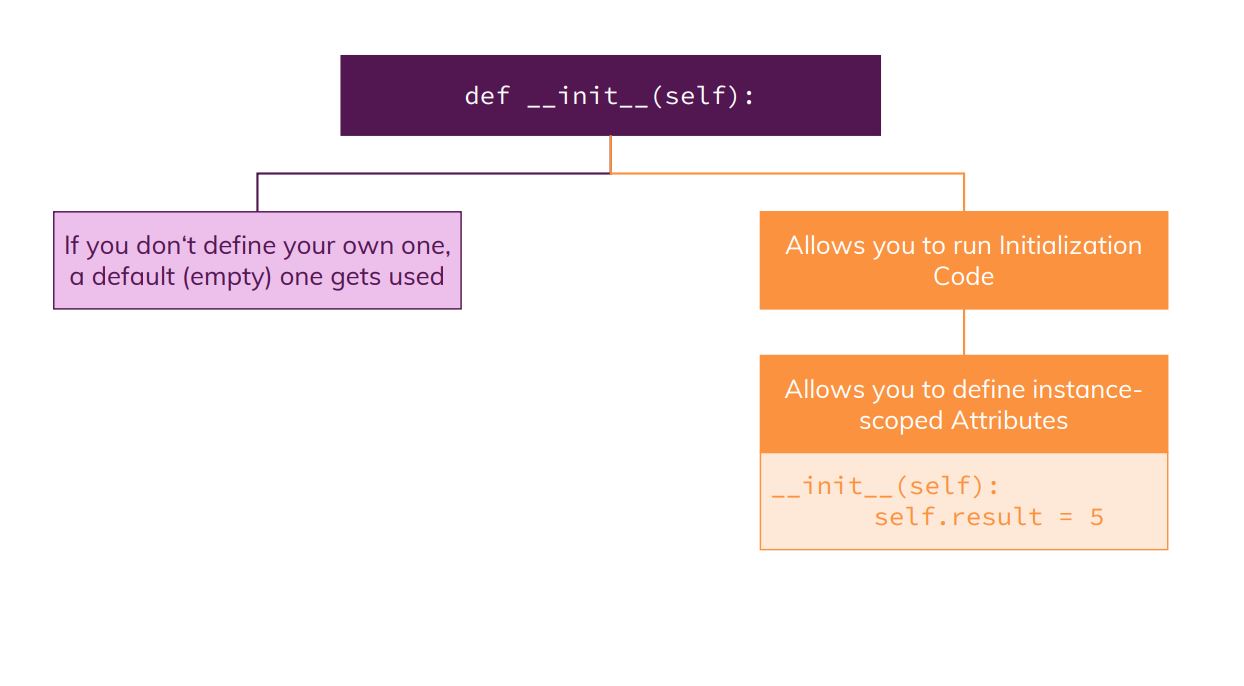 def __init__(self):
If you don‘t define your own one,
a default (empty) one gets used
Allows you to run Initialization
Code
Allows you to define instance-
scoped Attributes
__init__(self):
self.result = 5